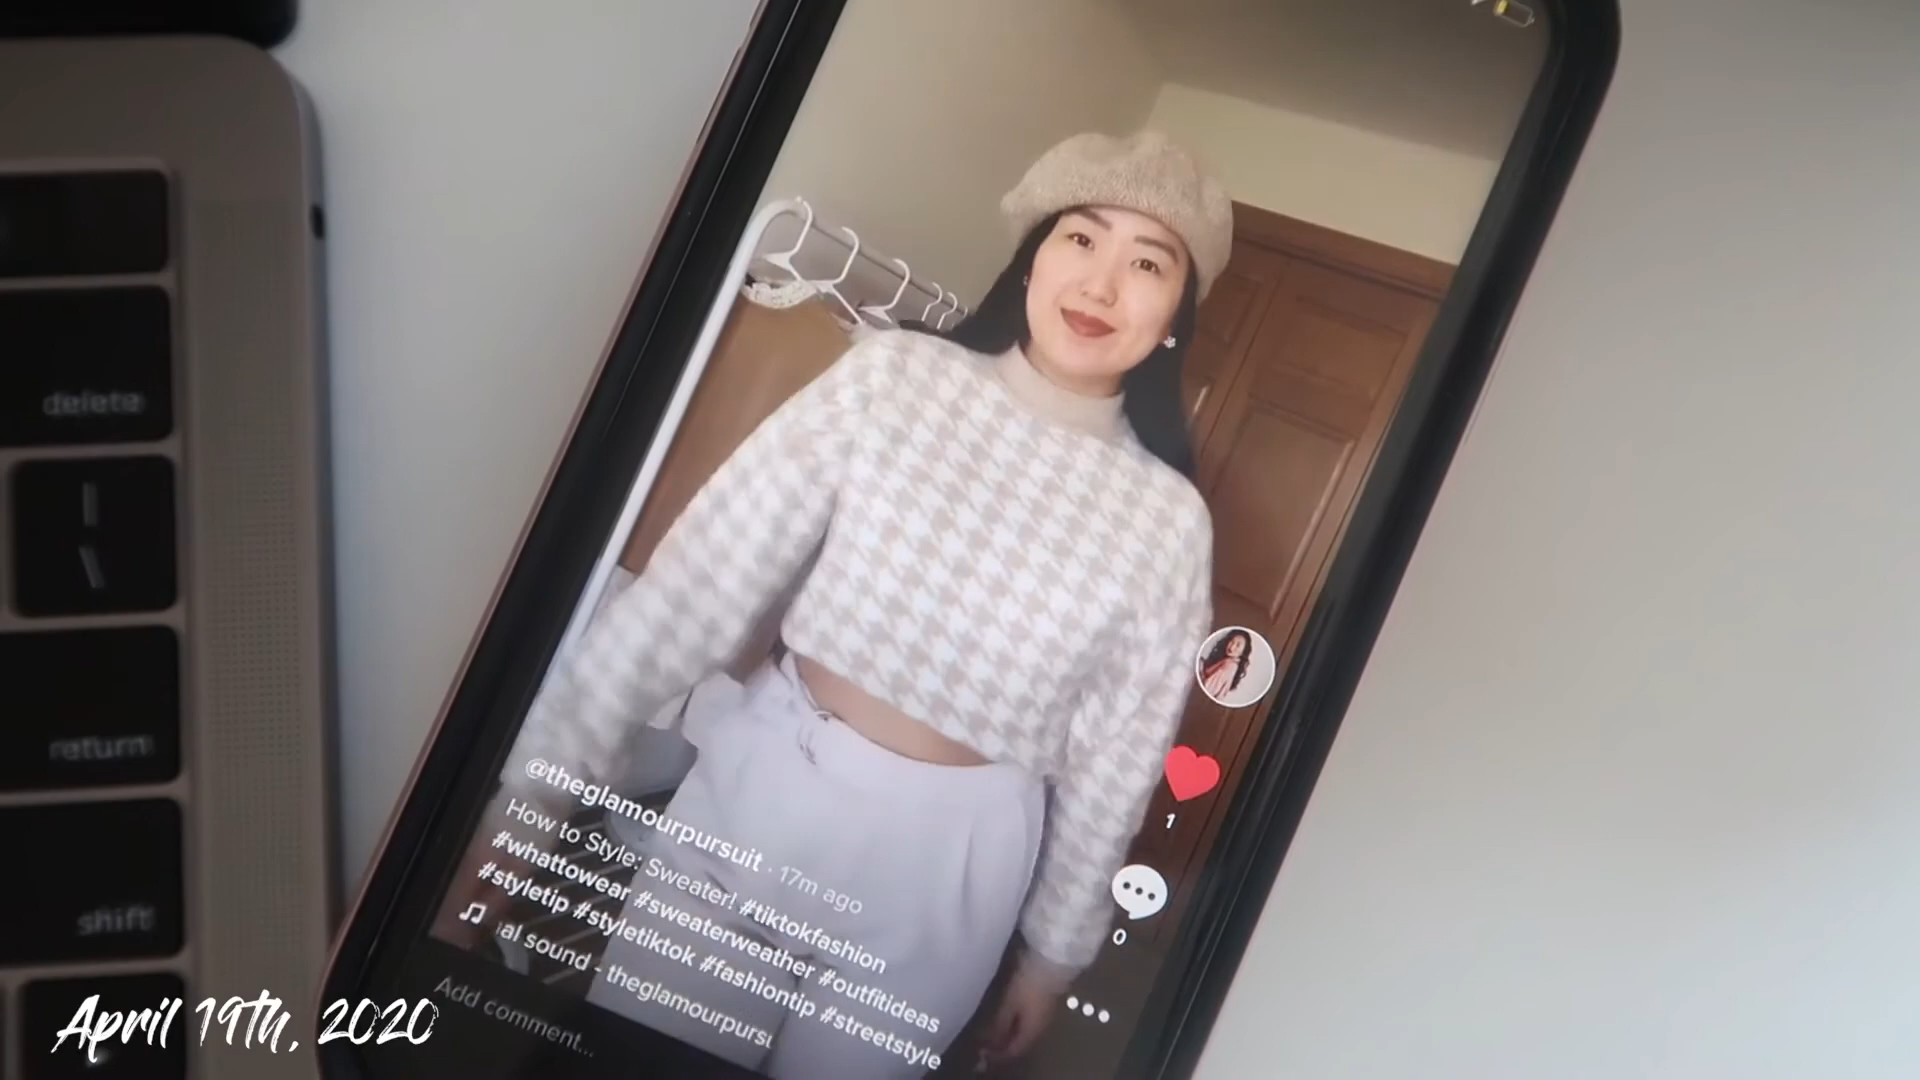 delete
|
\
return
shift
@theglamourpursuit · 17m ago
How to Style: Sweater! #tiktokfashion
#whattowear #sweaterweather #outfitideas
#styletip #styletiktok #fashiontip #streetstyle
al sound - theglamourpursu
Add comment...
1
0
April 19th, 2020